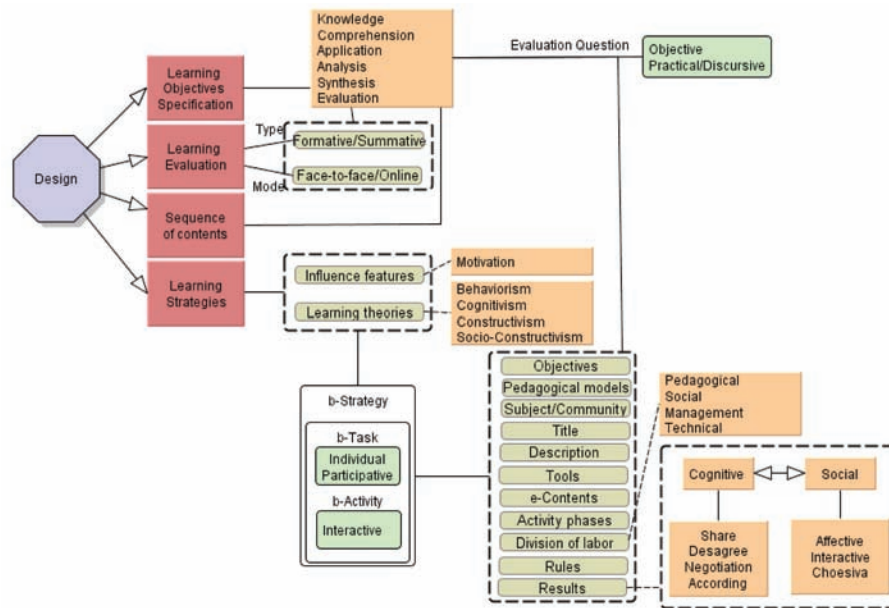 Design
Learning
Objectives
Specification
Learning
Evaluation
Sequence
of contents
Learning
Strategies
Knowledge
Comprehension
Application
Analysis
Synthesis
Evaluation
Evaluation Question
Objective
Practical/Discursive
Type
Formative/Summative
Face-to-face/Online
Mode
Influence features
Learning theories
Motivation
Behaviorism
Cognitivism
Constructivism
Socio-Constructivism
b-Strategy
b-Task
Individual
Participative
b-Activity
Interactive
Objectives
Pedagogical models
Subject/Community
Title
Description
Tools
e-Contents
Activity phases
Division of labor
Rules
Results
Pedagogical
Social
Management
Technical
Cognitive
Social
Share
Desagree
Negotiation
According
Affective
Interactive
Choesiva